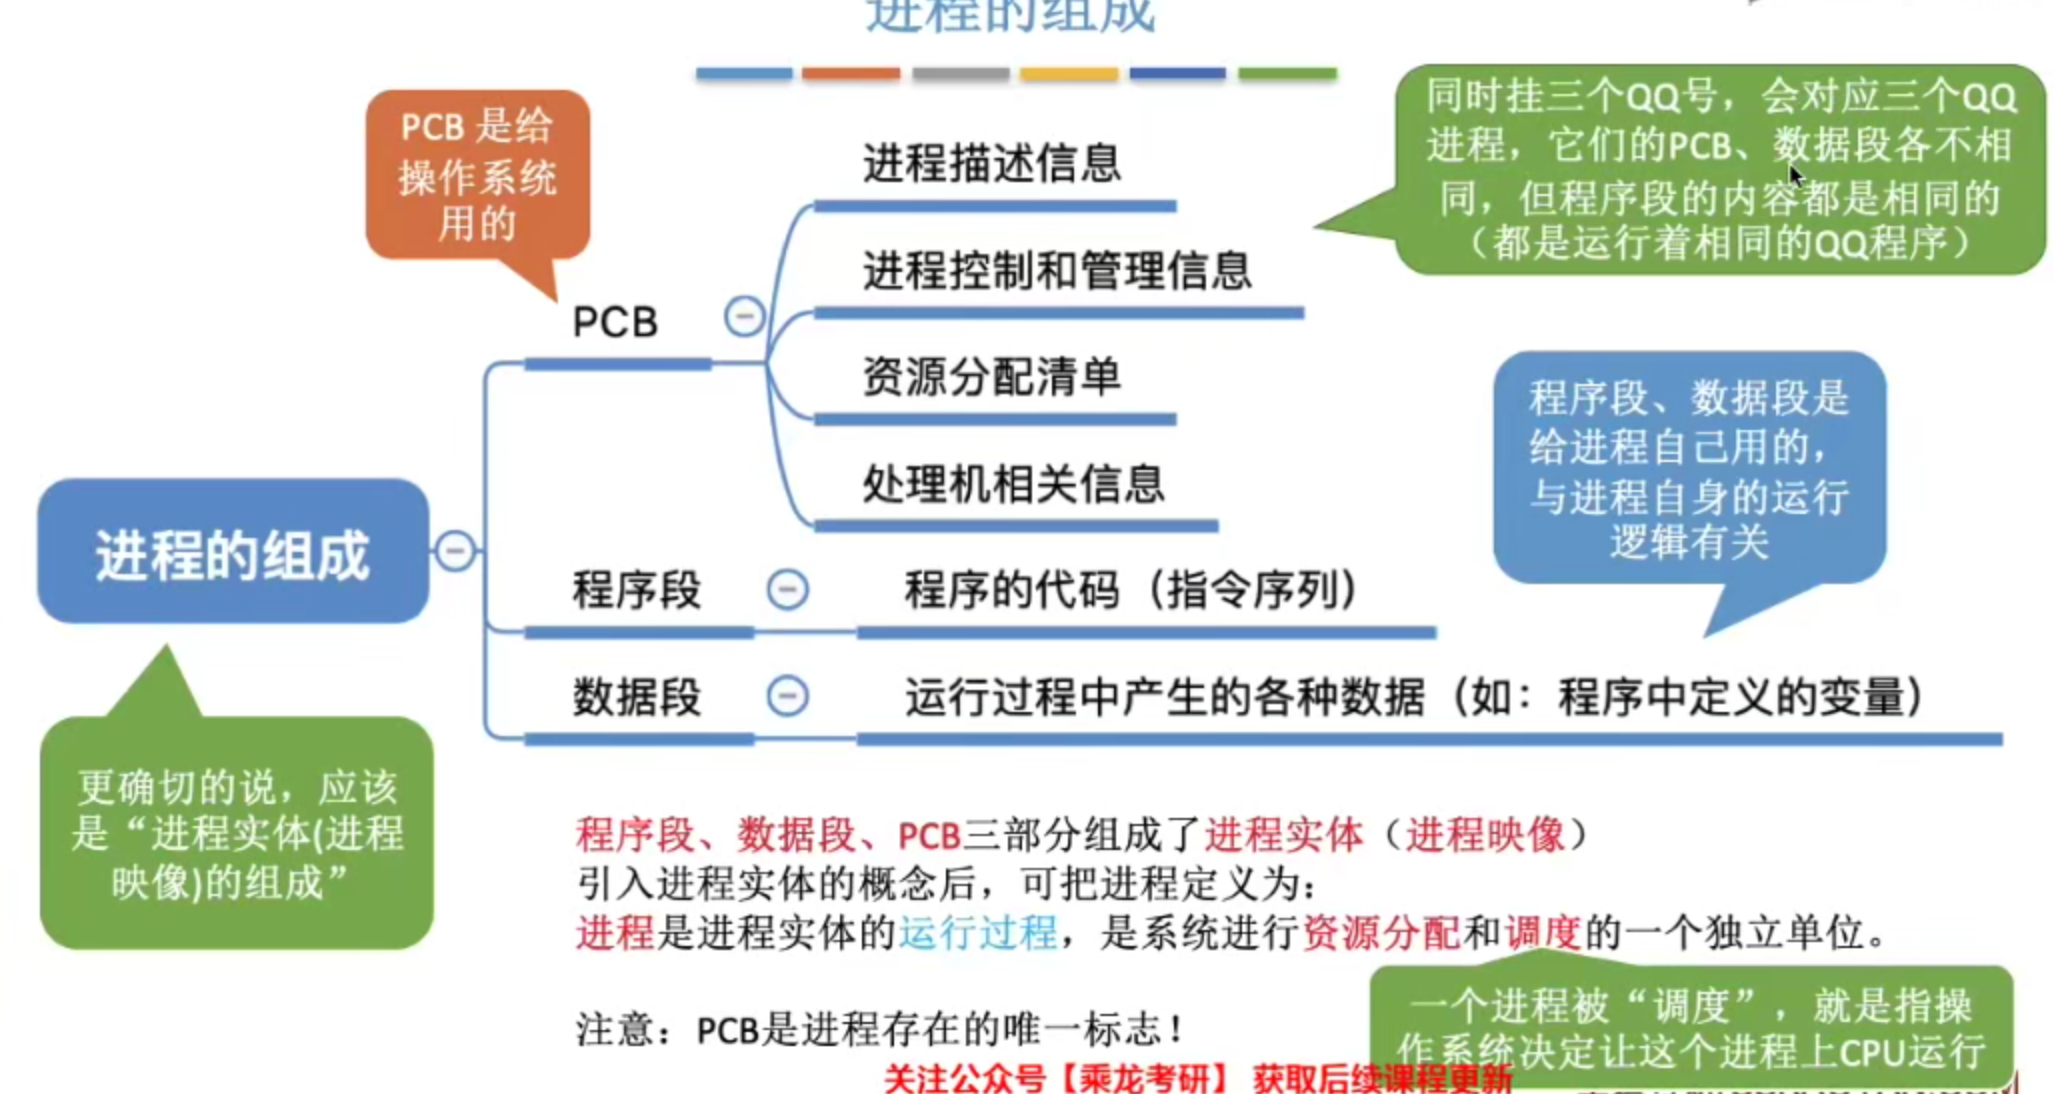 进程的组成
PCB 是给
操作系统
用的
同时挂三个QQ号，会对应三个QQ
进程，它们的PCB、数据段各不相
同，但程序段的内容都是相同的
（都是运行着相同的QQ程序）
进程描述信息
进程控制和管理信息
PCB
资源分配清单
处理机相关信息
程序段、数据段是
给进程自己用的，
与进程自身的运行
逻辑有关
进程的组成
程序段
程序的代码（指令序列）
数据段
运行过程中产生的各种数据（如：程序中定义的变量）
更确切的说，应该
是“进程实体(进程
映像)的组成”
程序段、数据段、PCB三部分组成了进程实体（进程映像）
引入进程实体的概念后，可把进程定义为：
进程是进程实体的运行过程，是系统进行资源分配和调度的一个独立单位。
一个进程被“调度”，就是指操
作系统决定让这个进程上CPU运行
注意：PCB是进程存在的唯一标志！
关注公众号【乘龙考研】 获取后续课程更新